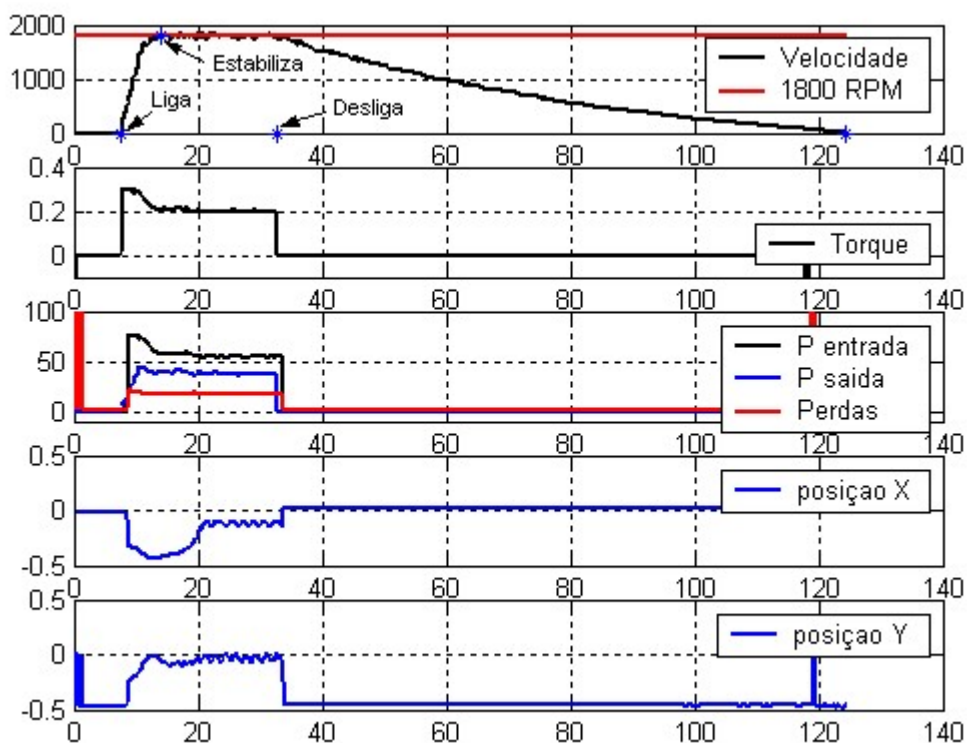 2000
1000
0
Estabiliza
Liga
Desliga
Velocidade
1800 RPM
0 20 40 60 80 100 120 140
0.4
0.2
0
Torque
0 20 40 60 80 100 120 140
100
50
0
P entrada
P saida
Perdas
0 20 40 60 80 100 120 140
0.5
0
-0.5
posiçao X
0 20 40 60 80 100 120 140
0.5
0
-0.5
posiçao Y
0 20 40 60 80 100 120 140